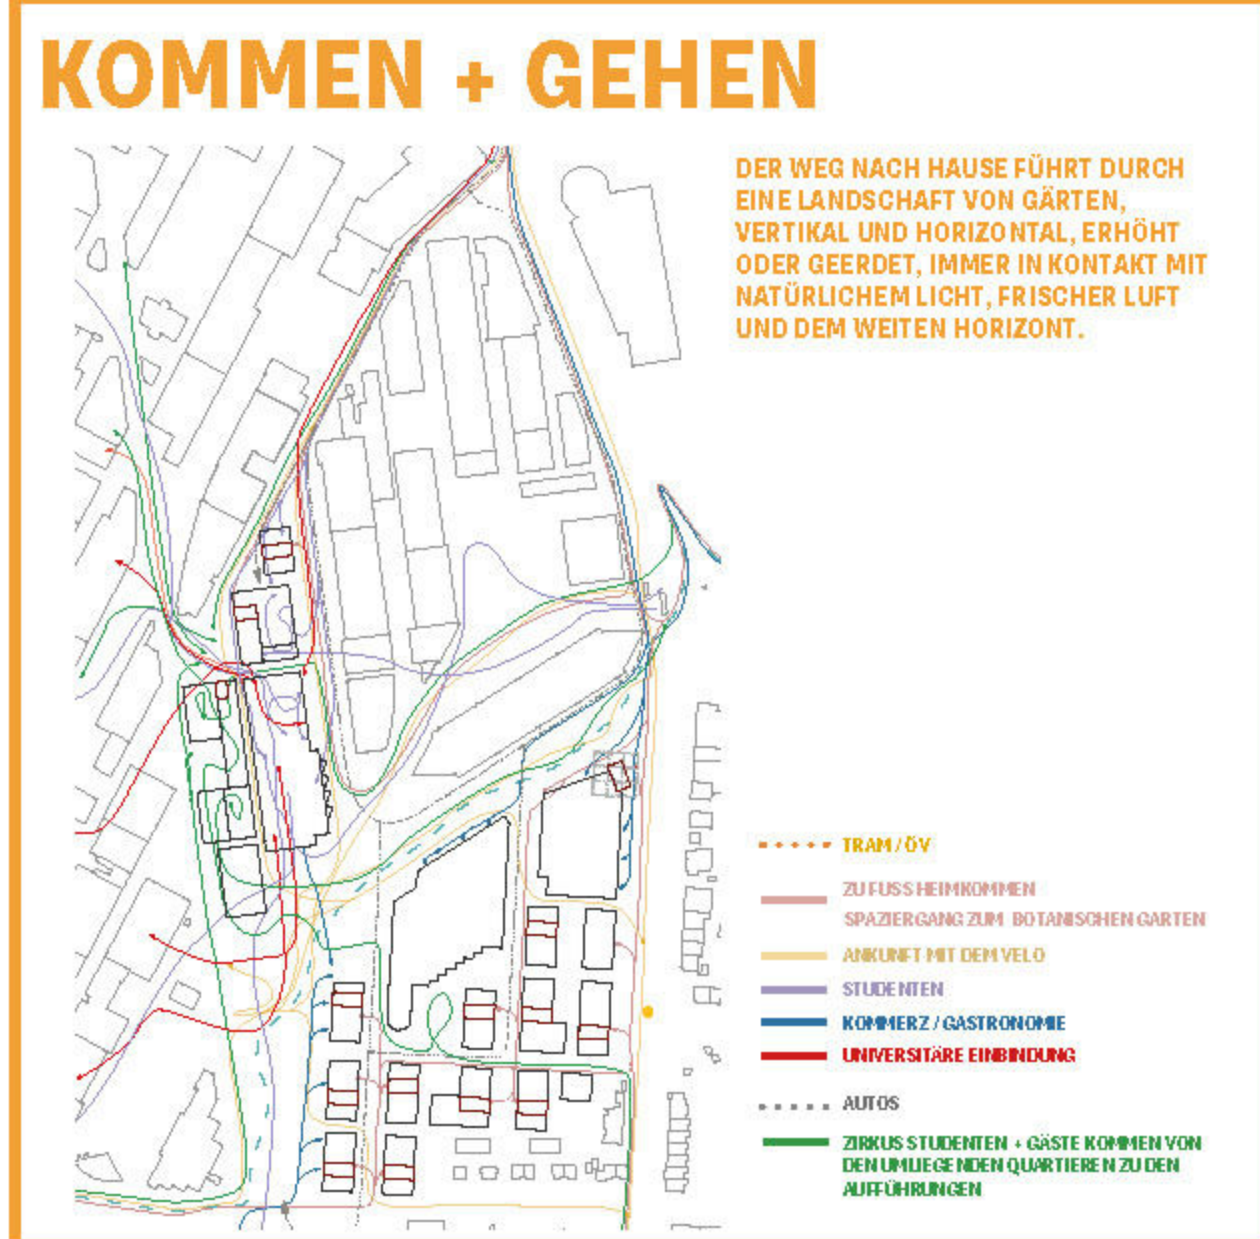 KOMMEN + GEHEN
DER WEG NACH HAUSE FÜHRT DURCH
EINE LANDSCHAFT VON GÄRTEN,
VERTIKAL UND HORIZONTAL, ERHÖHT
ODER GEERDET, IMMER IN KONTAKT MIT
NATÜRLICHEM LICHT, FRISCHER LUFT
UND DEM WEITEN HORIZONT.
TRAM / ÖV
ZU FUSS HEIMKOMMEN
SPAZIERGANG ZUM BOTANISCHEN GARTEN
ANKUNFT MIT DEM VELO
STUDENTEN
KOMMERZ / GASTRONOMIE
UNIVERSITÄRE EINBINDUNG
AUTOS
ZIRKUS STUDENTEN + GÄSTE KOMMEN VON
DEN UMLIEGENDEN QUARTIEREN ZU DEN
AUFFÜHRUNGEN